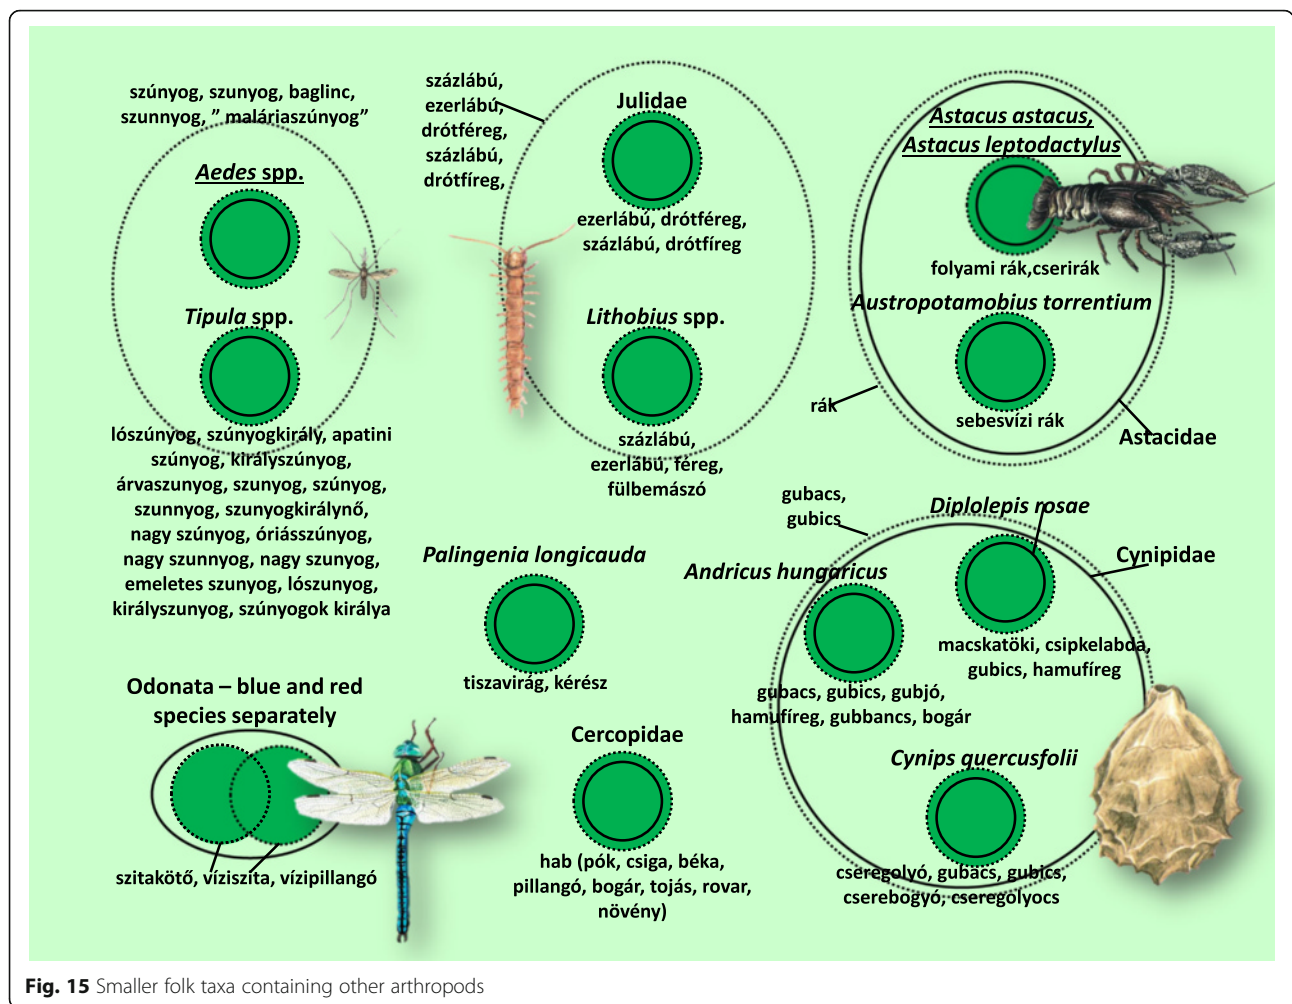 szúnyog, szunyog, baglinc,
szunnyog, ” maláriaszúnyog”
Aedes spp.
Tipula spp.
lószúnyog, szúnyogkirály, apatini
szúnyog, királyszúnyog,
árvaszunyog, szunyog, szúnyog,
szunnyog, szunyogkirálynő,
nagy szúnyog, óriásszúnyog,
nagy szunnyog, nagy szunyog,
emeletes szunyog, lószunyog,
királyszunyog, szúnyogok királya
százlábú,
ezerlábú,
drótféreg,
százlábú,
drótfíreg,
Julidae
ezerlábú, drótféreg,
százlábú, drótfíreg
Lithobius spp.
százlábú,
ezerlábú, féreg,
fülbemászó
Astacus astacus,
Astacus leptodactylus
folyami rák,cserirák
Austropotamobius torrentium
sebesvízi rák
rák
Astacidae
Palingenia longicauda
tiszavirág, kérész
gubacs,
gubics
Diplolepis rosae
Cynipidae
macskatöki, csipkelabda,
gubics, hamufíreg
Andricus hungaricus
gubacs, gubics, gubjó,
hamufíreg, gubbancs, bogár
Cynips quercusfolii
cseregolyó, gubacs, gubics,
cserebogyó, cseregolyocs
Odonata – blue and red
species separately
szitakötő, víziszita, vízipillangó
Cercopidae
hab (pók, csiga, béka,
pillangó, bogár, tojás, rovar,
növény)
Fig. 15 Smaller folk taxa containing other arthropods